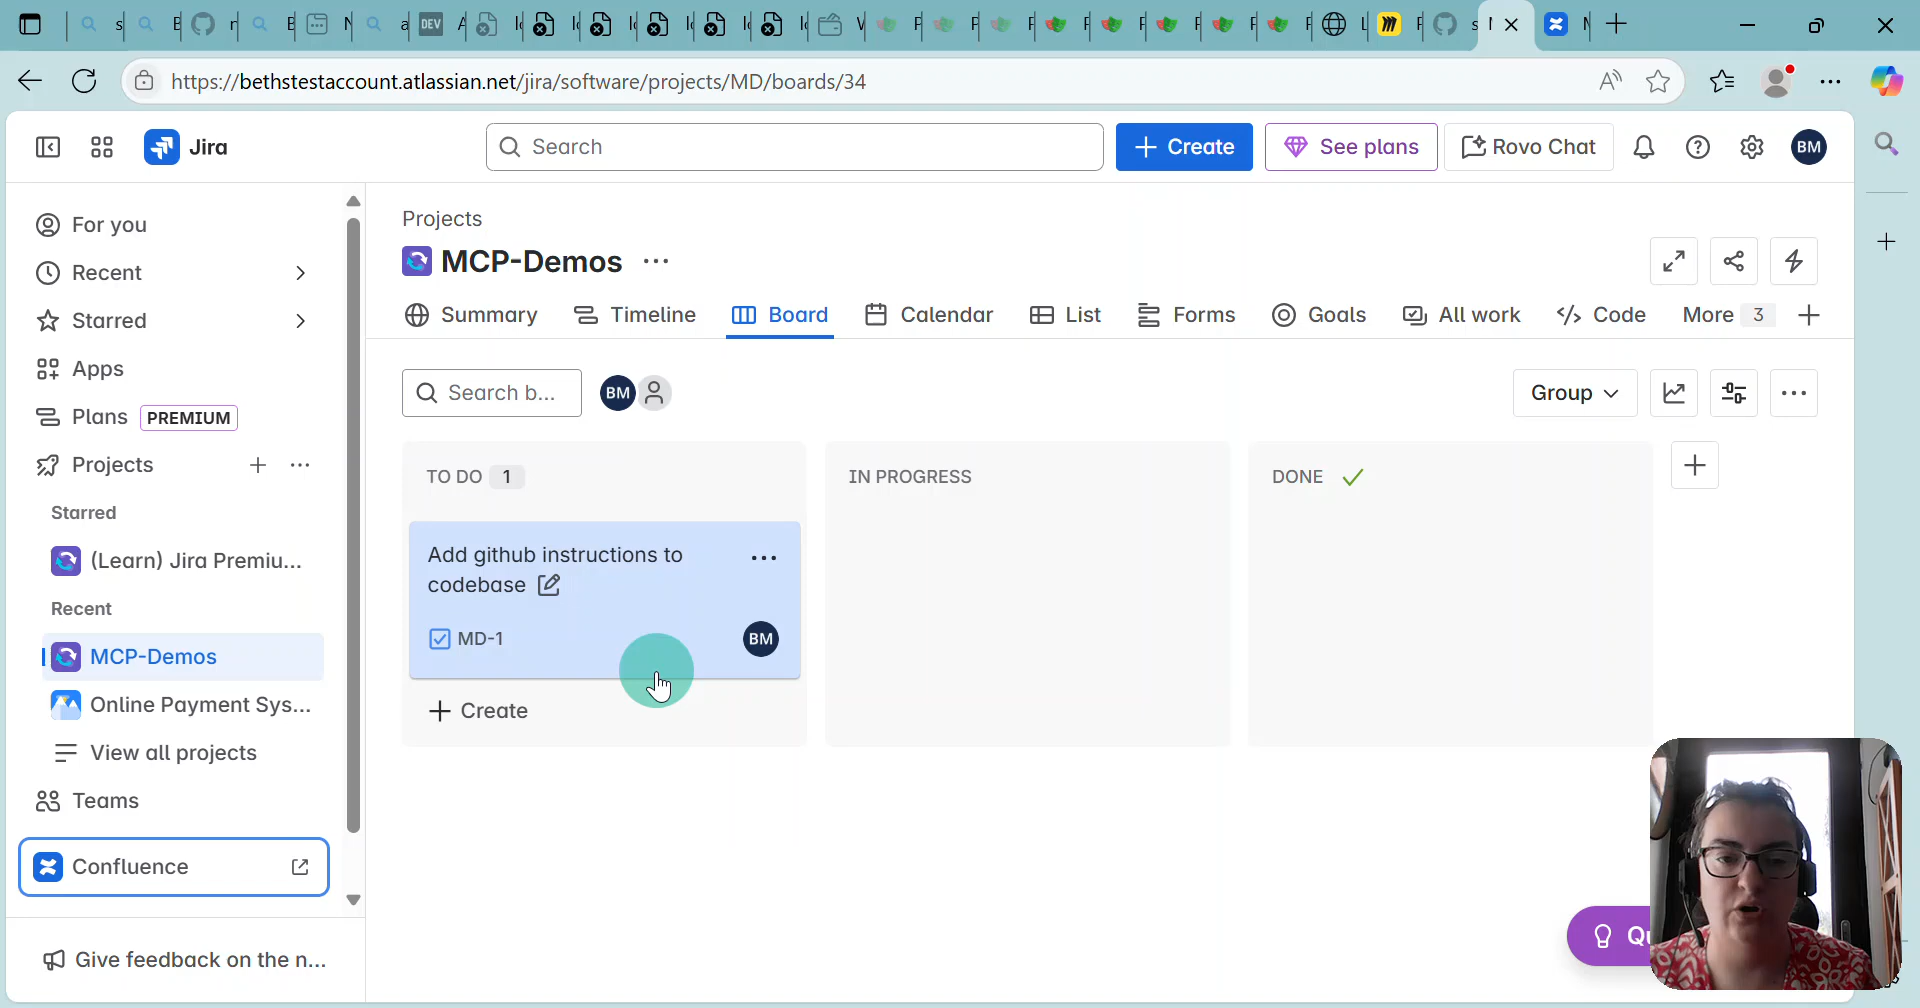 https://bethstestaccount.atlassian.net/jira/software/projects/MD/boards/34
Jira
Search
Create
See plans
Rovo Chat
BM
For you
Recent
Starred
Apps
Plans PREMIUM
Projects
Starred
(Learn) Jira Premiu...
Recent
MCP-Demos
Online Payment Sys...
View all projects
Teams
Confluence
Give feedback on the n...
Projects
MCP-Demos
Summary
Timeline
Board
Calendar
List
Forms
Goals
All work
Code
More 3
Search b...
BM
Group
TO DO 1
IN PROGRESS
DONE
Add github instructions to
codebase
MD-1
BM
Create
Qu